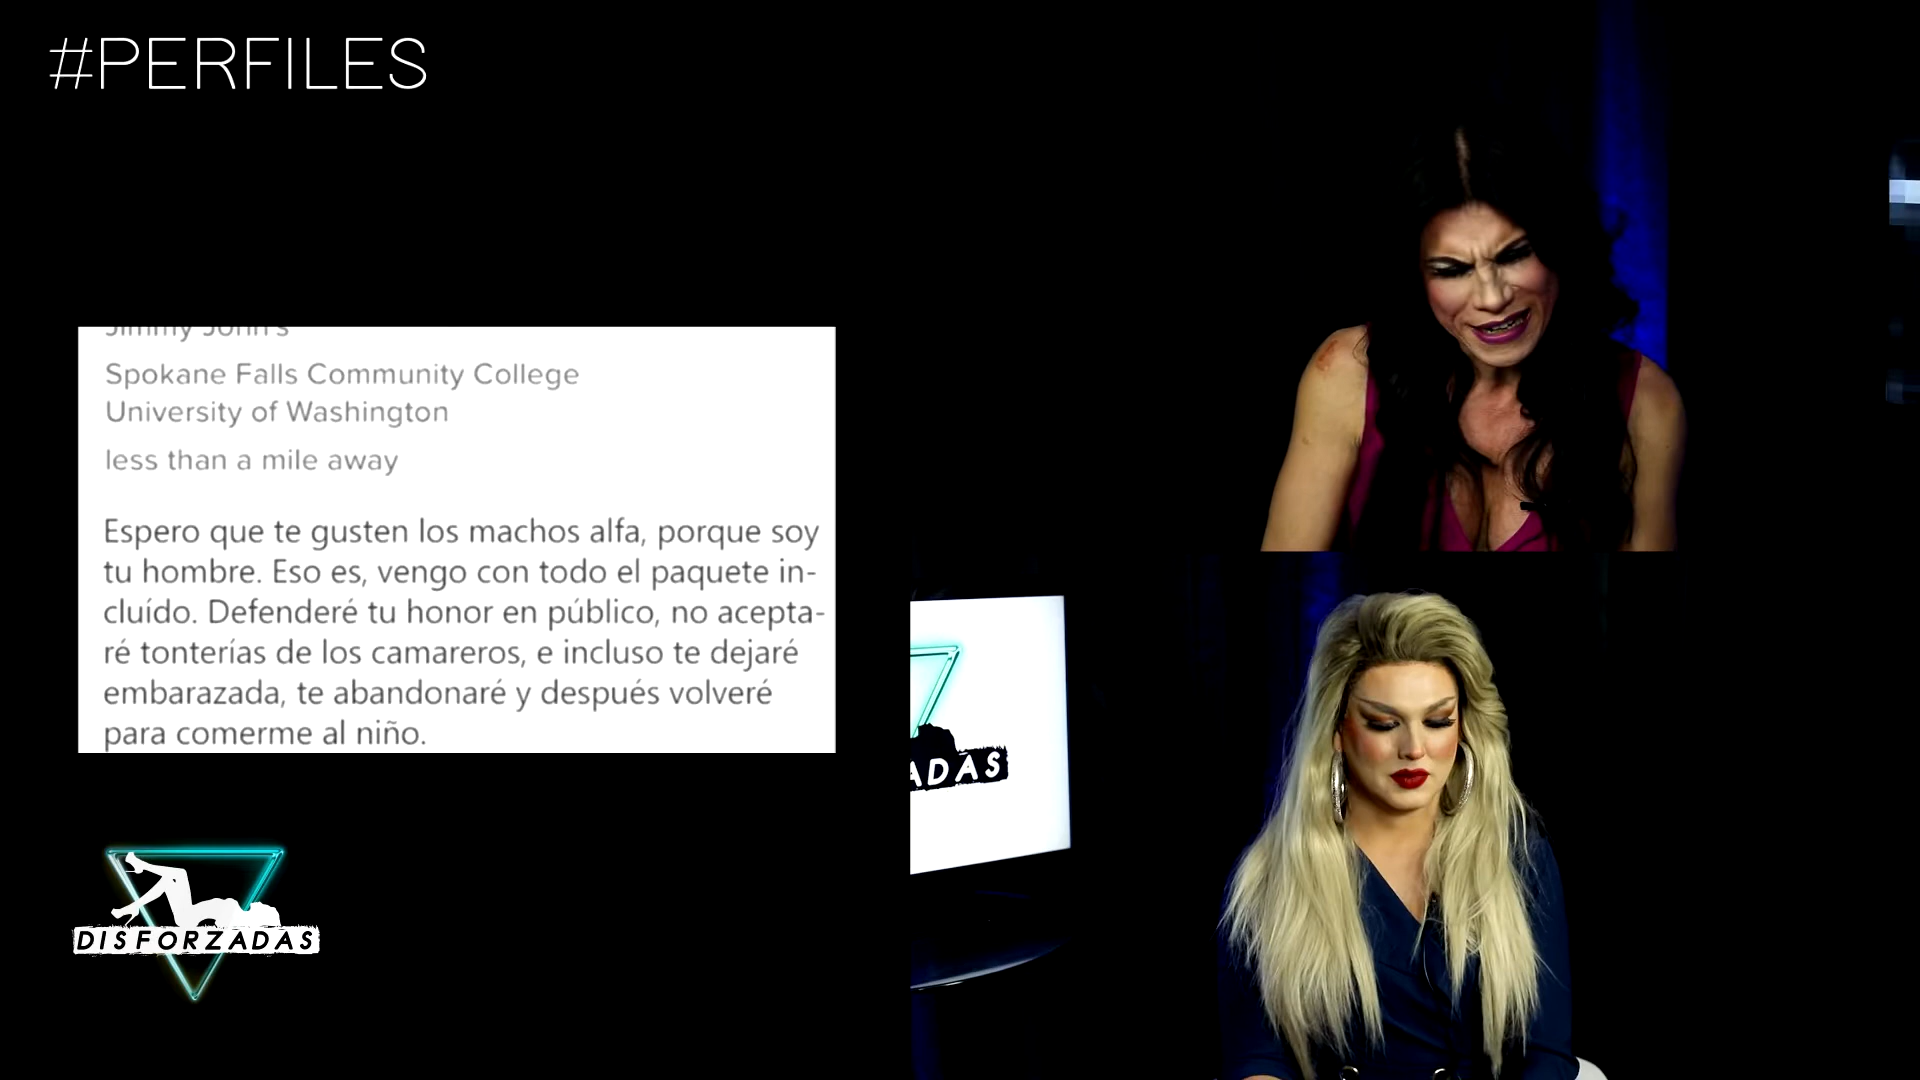 #PERFILES
Jimmy John's
Spokane Falls Community College
University of Washington
less than a mile away
Espero que te gusten los machos alfa, porque soy
tu hombre. Eso es, vengo con todo el paquete in-
cluído. Defenderé tu honor en público, no acepta-
ré tonterías de los camareros, e incluso te dejaré
embarazada, te abandonaré y después volveré
para comerme al niño.
ADAS
DISFORZADAS